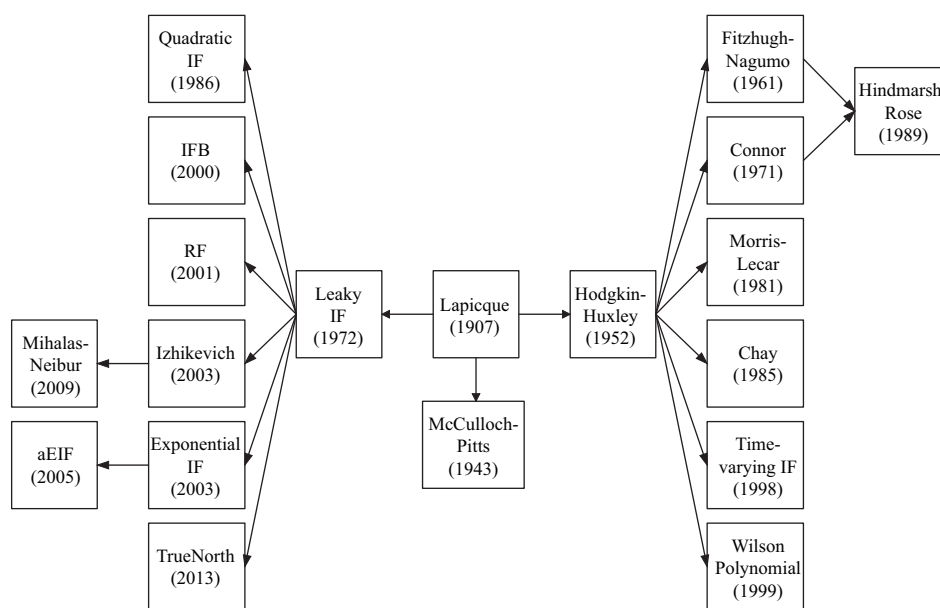 Quadratic
IF
(1986)
IFB
(2000)
RF
(2001)
Mihalas-
Neibur
(2009)
Izhikevich
(2003)
aEIF
(2005)
Exponential
IF
(2003)
TrueNorth
(2013)
Leaky
IF
(1972)
Lapicque
(1907)
McCulloch-
Pitts
(1943)
Hodgkin-
Huxley
(1952)
Fitzhugh-
Nagumo
(1961)
Hindmarsh
Rose
(1989)
Connor
(1971)
Morris-
Lecar
(1981)
Chay
(1985)
Time-
varying IF
(1998)
Wilson
Polynomial
(1999)